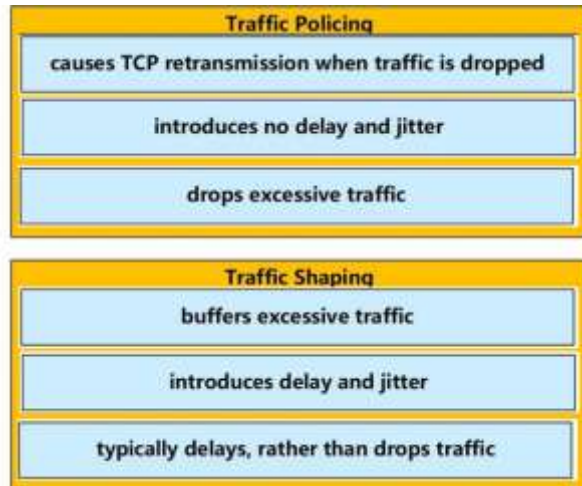 Traffic Policing
causes TCP retransmission when traffic is dropped
introduces no delay and jitter
drops excessive traffic
Traffic Shaping
buffers excessive traffic
introduces delay and jitter
typically delays, rather than drops traffic